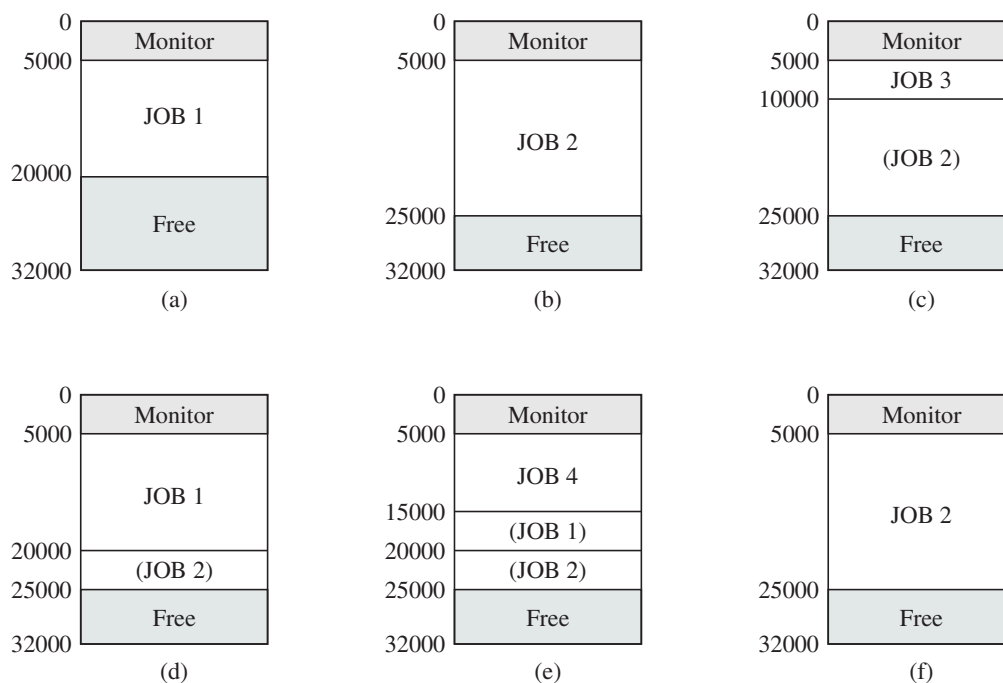 0
Monitor
5000
JOB 1
20000
Free
32000
(a)
0
Monitor
5000
JOB 2
25000
Free
32000
(b)
0
Monitor
5000
JOB 3
10000
(JOB 2)
25000
Free
32000
(c)
0
Monitor
5000
JOB 1
20000
(JOB 2)
25000
Free
32000
(d)
0
Monitor
5000
JOB 4
15000
(JOB 1)
20000
(JOB 2)
25000
Free
32000
(e)
0
Monitor
5000
JOB 2
25000
Free
32000
(f)